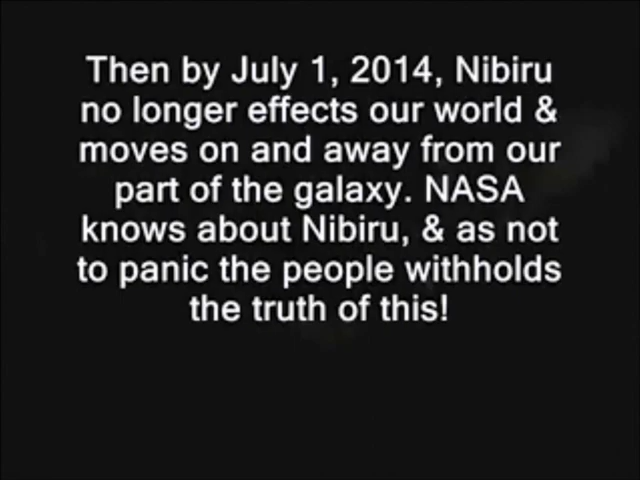 Then by July 1, 2014, Nibiru
no longer effects our world &
moves on and away from our
part of the galaxy. NASA
knows about Nibiru, & as not
to panic the people withholds
the truth of this!